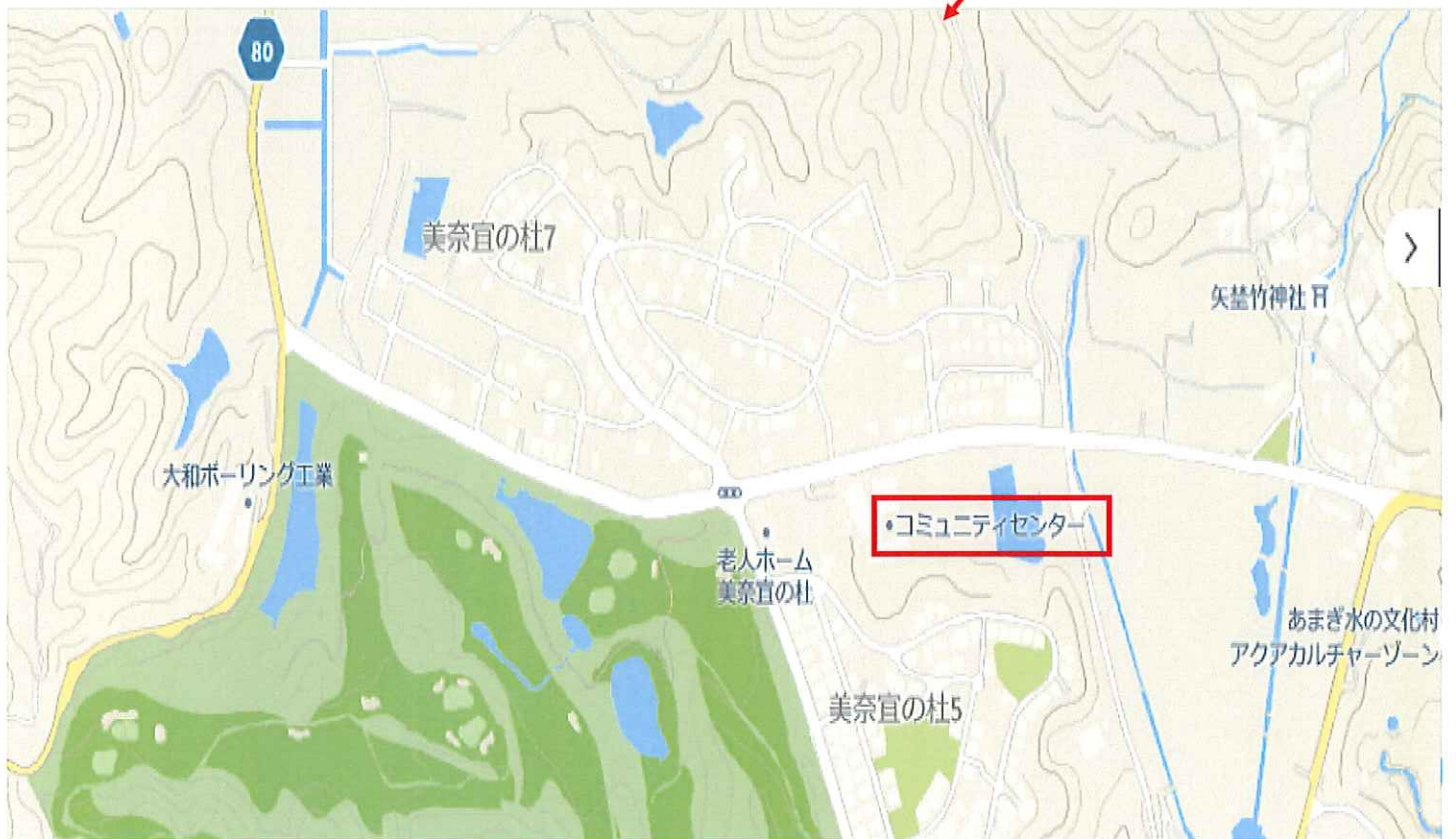 80
美奈宜の杜7
矢埜竹神社
大和ボーリング工業
コミュニティセンター
老人ホーム
美奈宜の杜
あまぎ水の文化村
アクアカルチャーゾーン
美奈宜の杜5